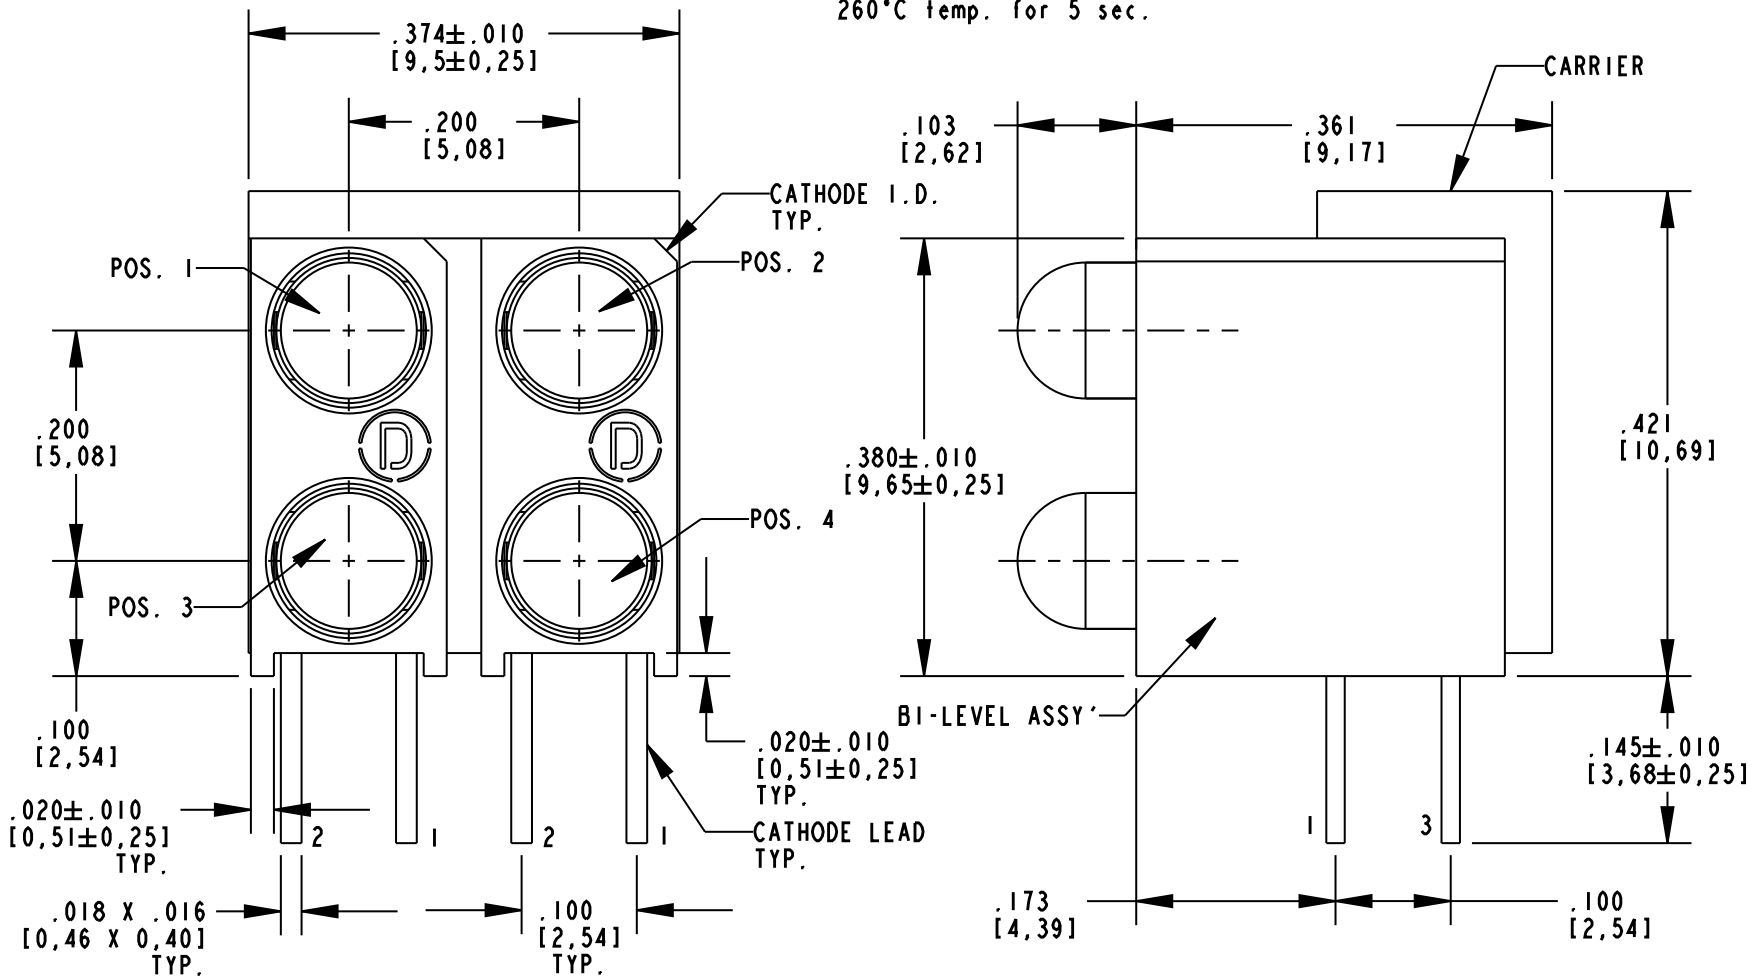 260°C temp. for 5 sec.
.374±.010
[9,5±0,25]
CARRIER
.200
[5,08]
.103
[2,62]
.361
[9,17]
CATHODE I.D.
TYP.
POS. 1
POS. 2
.200
[5,08]
D
D
.380±.010
[9,65±0,25]
.421
[10,69]
POS. 4
POS. 3
BI-LEVEL ASSY'
.100
[2,54]
.020±.010
[0,51±0,25]
TYP.
.145±.010
[3,68±0,25]
.020±.010
[0,51±0,25]
TYP.
2
1
2
1
CATHODE LEAD
TYP.
1
3
.018 X .016
[0,46 X 0,40]
TYP.
.100
[2,54]
TYP.
.173
[4,39]
.100
[2,54]